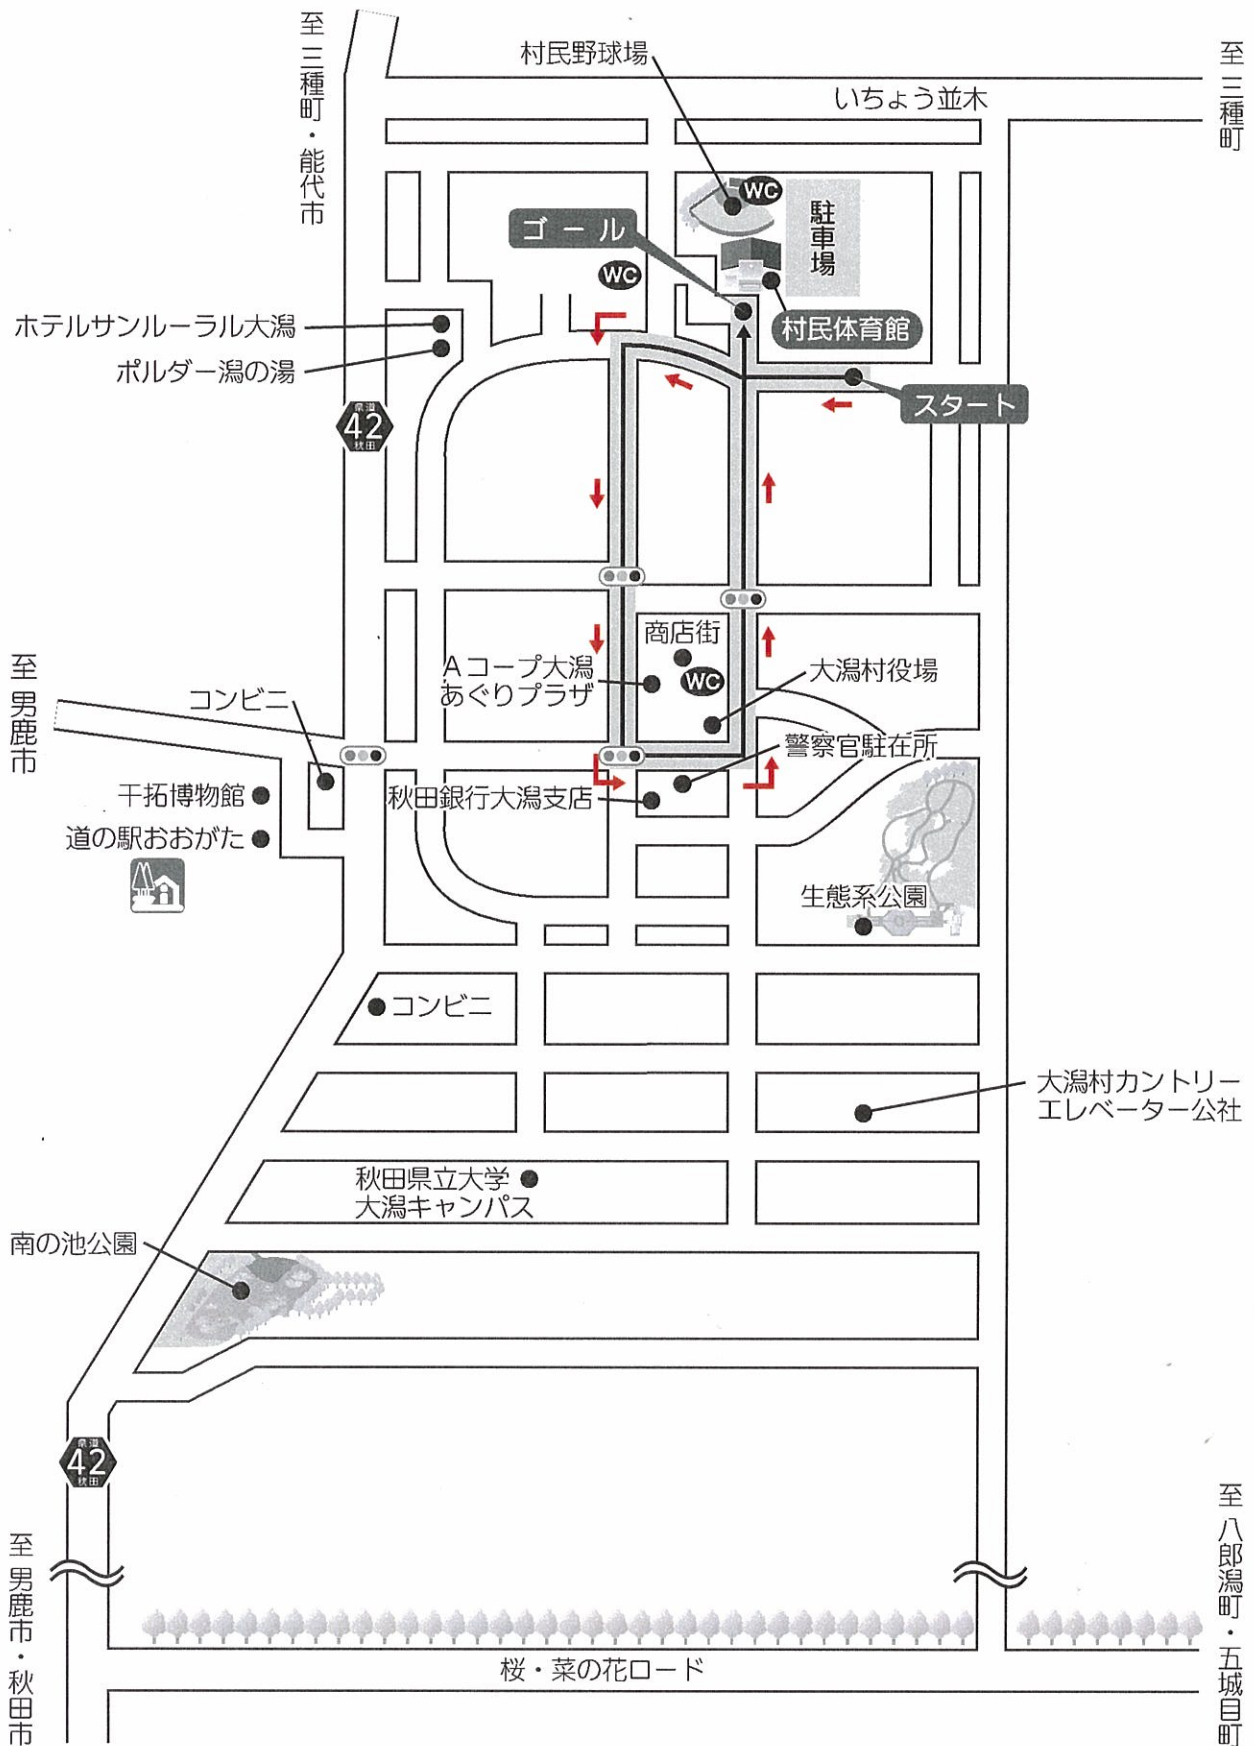 至 三種町・能代市
村民野球場
いちょう並木
至 三種町
WC
駐車場
ゴール
WC
村民体育館
ホテルサンルーラル大潟
ポルダー潟の湯
スタート
県道
42
秋田
商店街
Aコープ大潟
あぐりプラザ
WC
大潟村役場
至 男鹿市
コンビニ
警察官駐在所
干拓博物館
秋田銀行大潟支店
道の駅おおがた
生態系公園
コンビニ
大潟村カントリー
エレベーター公社
秋田県立大学
大潟キャンパス
南の池公園
県道
42
秋田
至 男鹿市・秋田市
至 八郎潟町・五城目町
桜・菜の花ロード